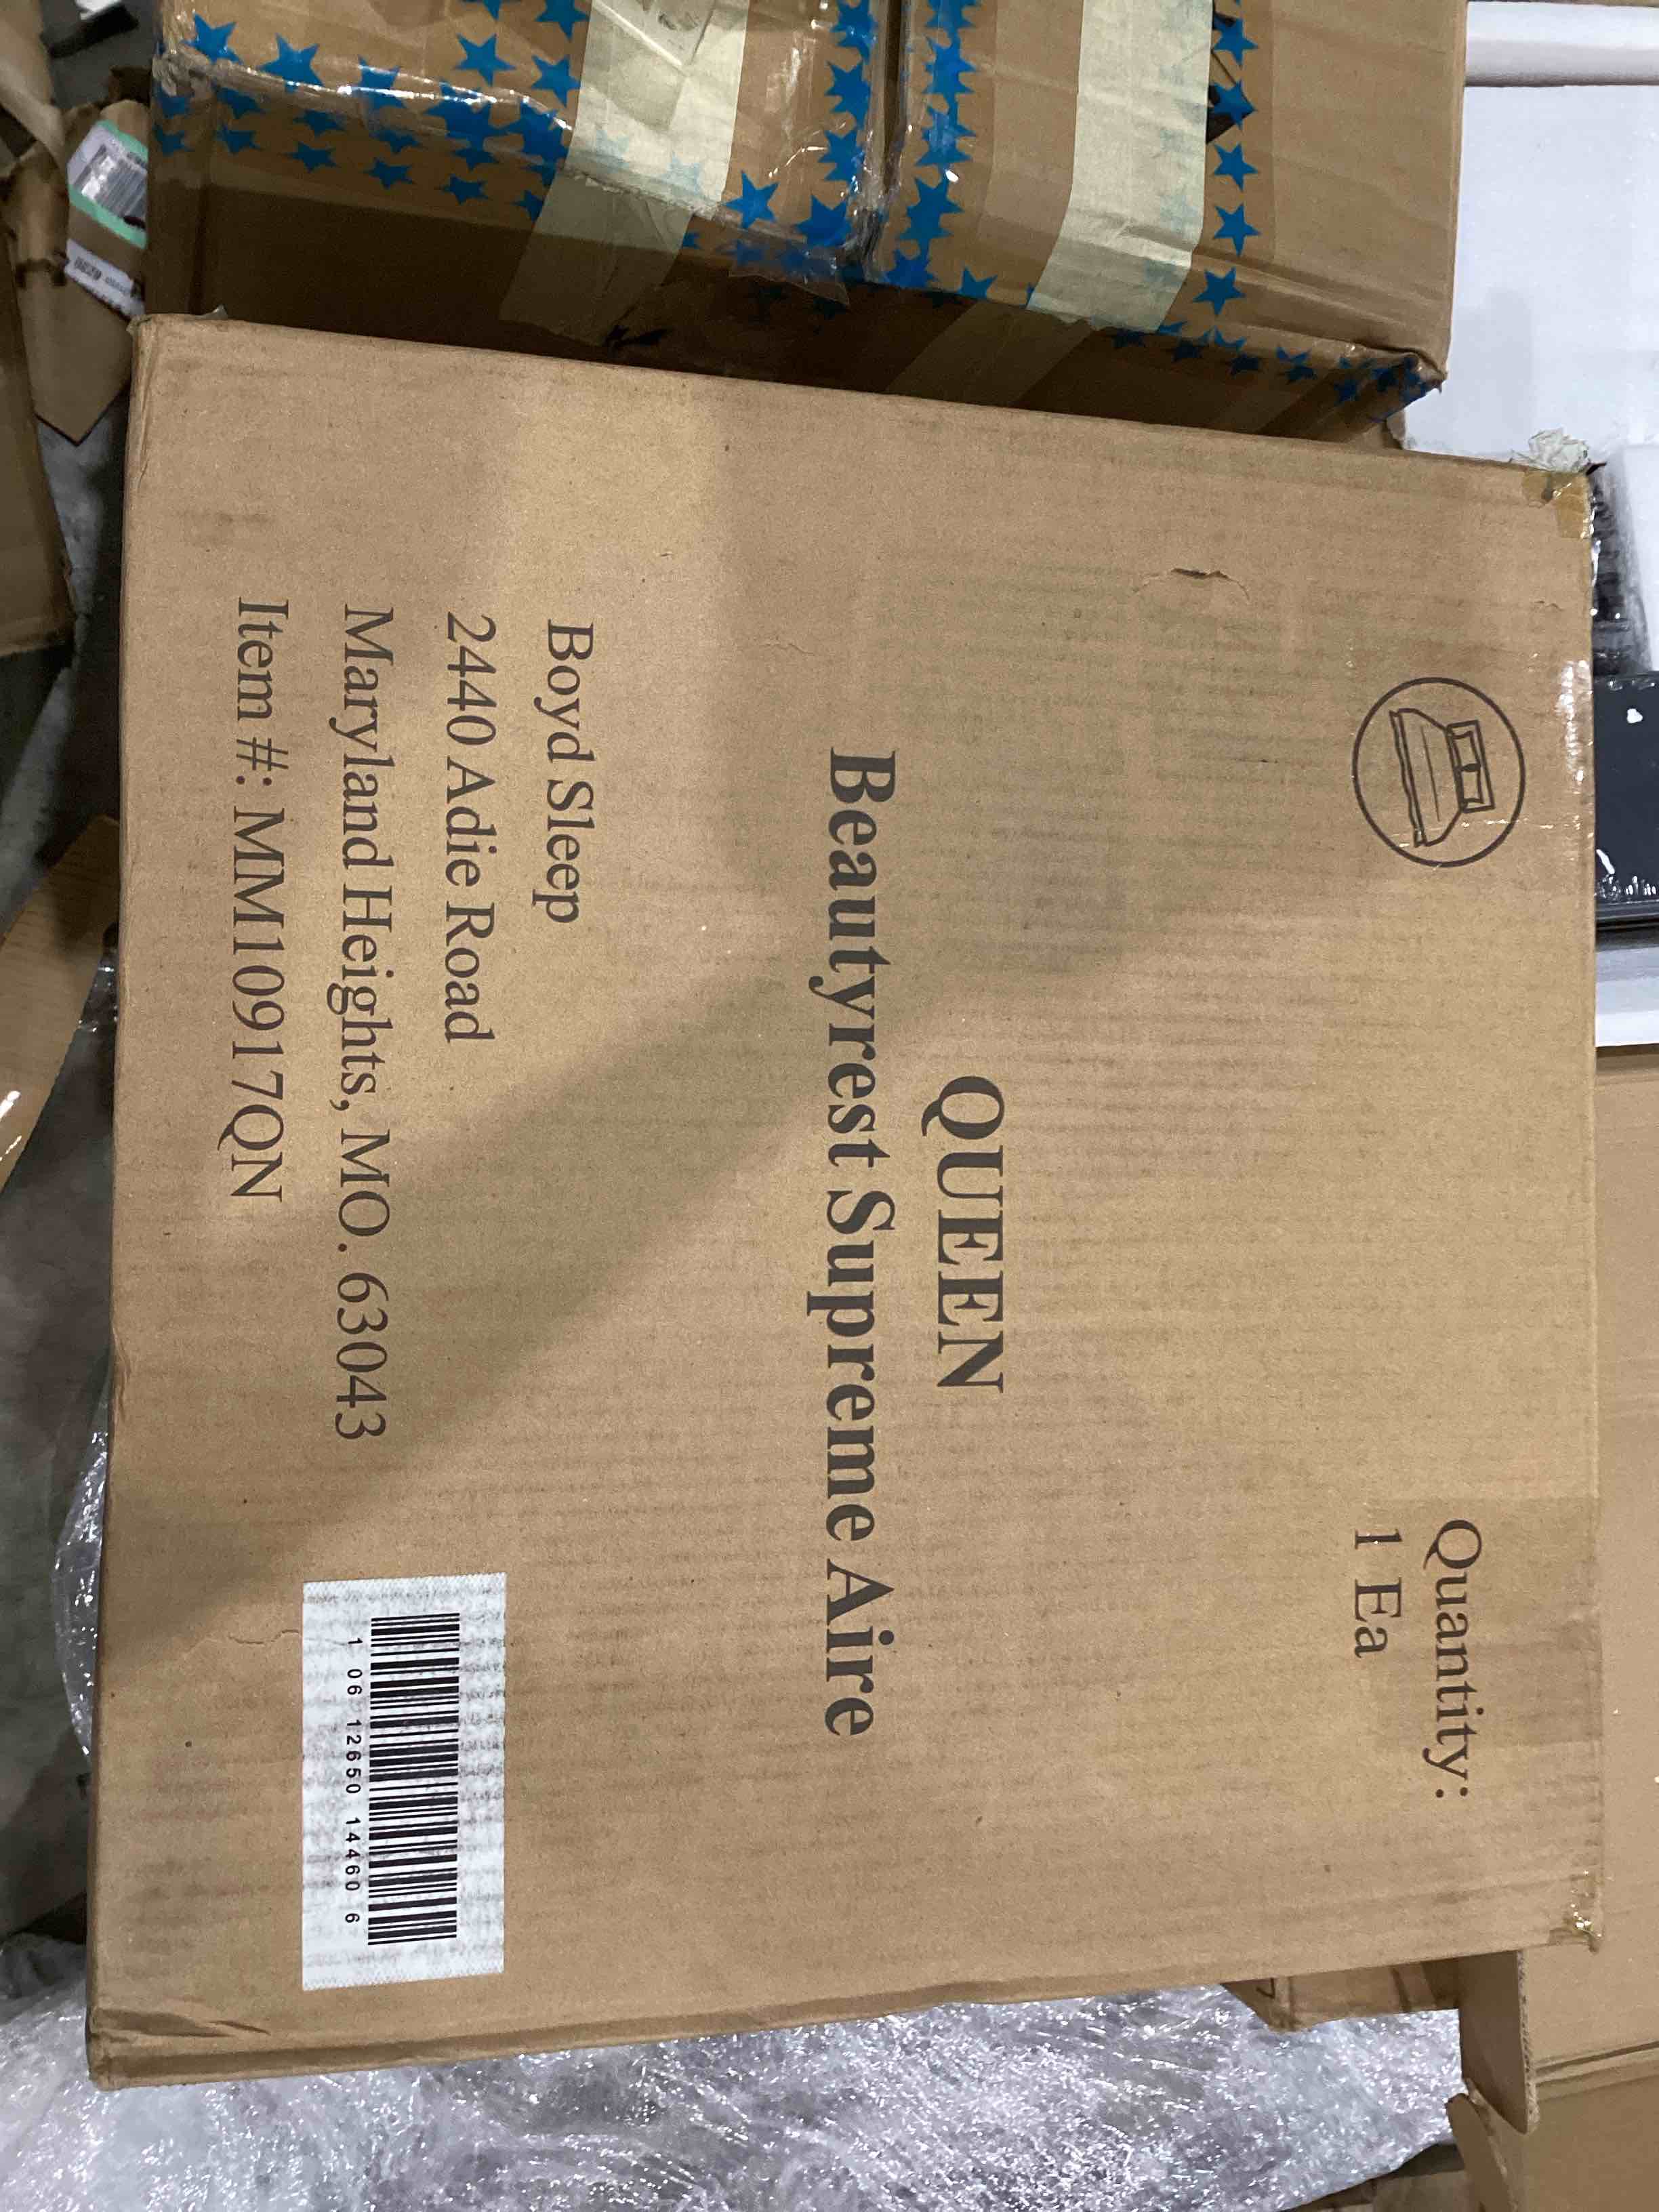 Quantity:
1 Ea
QUEEN
Beautyrest Supreme Aire
Boyd Sleep
2440 Adie Road
Maryland Heights, MO. 63043
Item #: MM10917QN
1 06 12650 14460 6